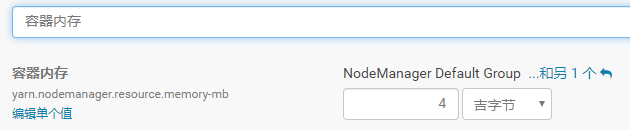 容器内存
容器内存 NodeManager Default Group ...和另 1 个
yarn.nodemanager.resource.memory-mb
编辑单个值
4 吉字节